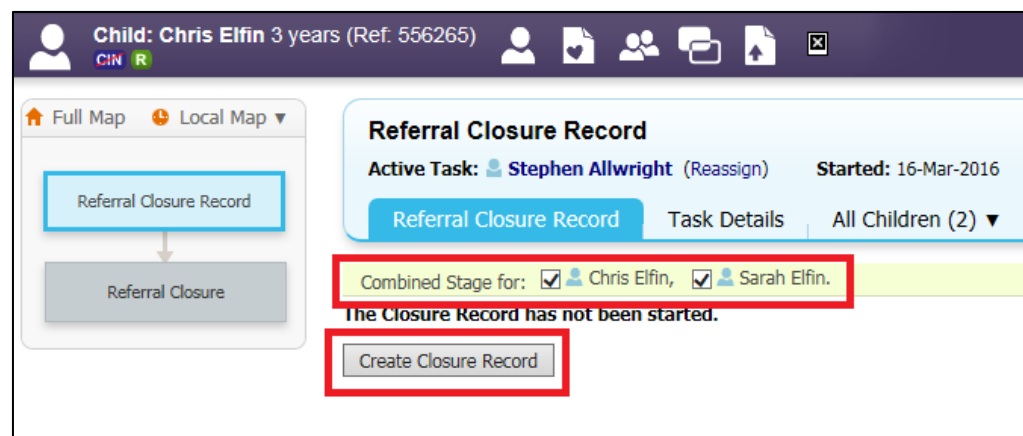 Child: Chris Elfin 3 years (Ref: 556265)
CIN R
Full Map Local Map ▼
Referral Closure Record
Referral Closure
Referral Closure Record
Active Task: Stephen Allwright (Reassign) Started: 16-Mar-2016
Referral Closure Record Task Details All Children (2) ▼
Combined Stage for: Chris Elfin, Sarah Elfin.
The Closure Record has not been started.
Create Closure Record